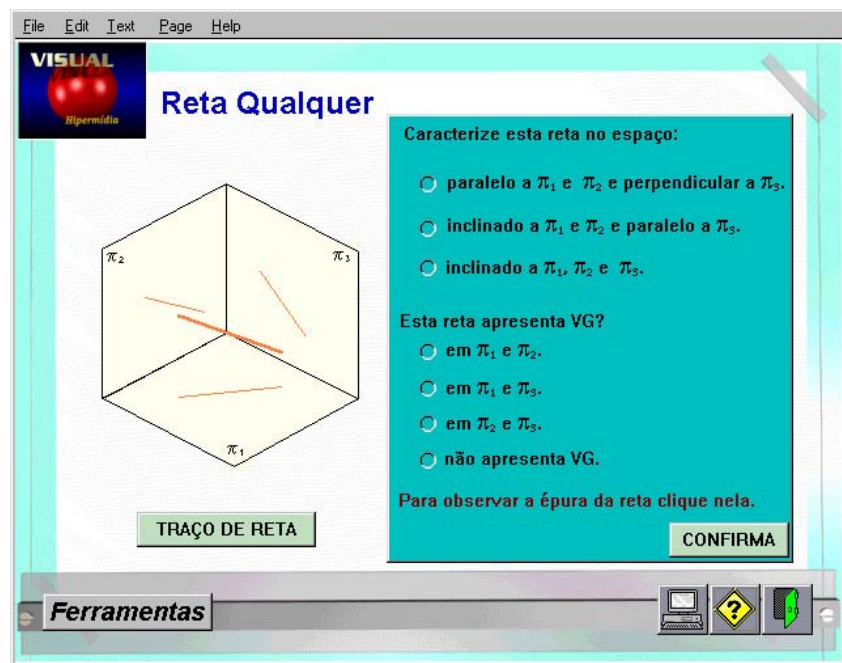 File Edit Text Page Help
VISUAL
Hipermídia
Reta Qualquer
π₂
π₃
π₁
TRAÇO DE RETA
Caracterize esta reta no espaço:
paralelo a π₁ e π₂ e perpendicular a π₃.
inclinado a π₁ e π₂ e paralelo a π₃.
inclinado a π₁, π₂ e π₃.
Esta reta apresenta VG?
em π₁ e π₂.
em π₁ e π₃.
em π₂ e π₃.
não apresenta VG.
Para observar a épura da reta clique nela.
CONFIRMA
Ferramentas
?